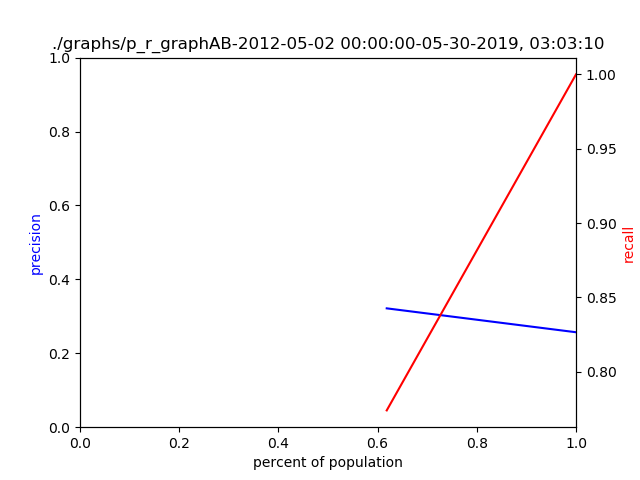 ./graphs/p_r_graphAB-2012-05-02 00:00:00-05-30-2019, 03:03:10
1.0
0.8
0.6
0.4
0.2
0.0
precision
0.0 0.2 0.4 0.6 0.8 1.0
percent of population
1.00
0.95
0.90
0.85
0.80
recall